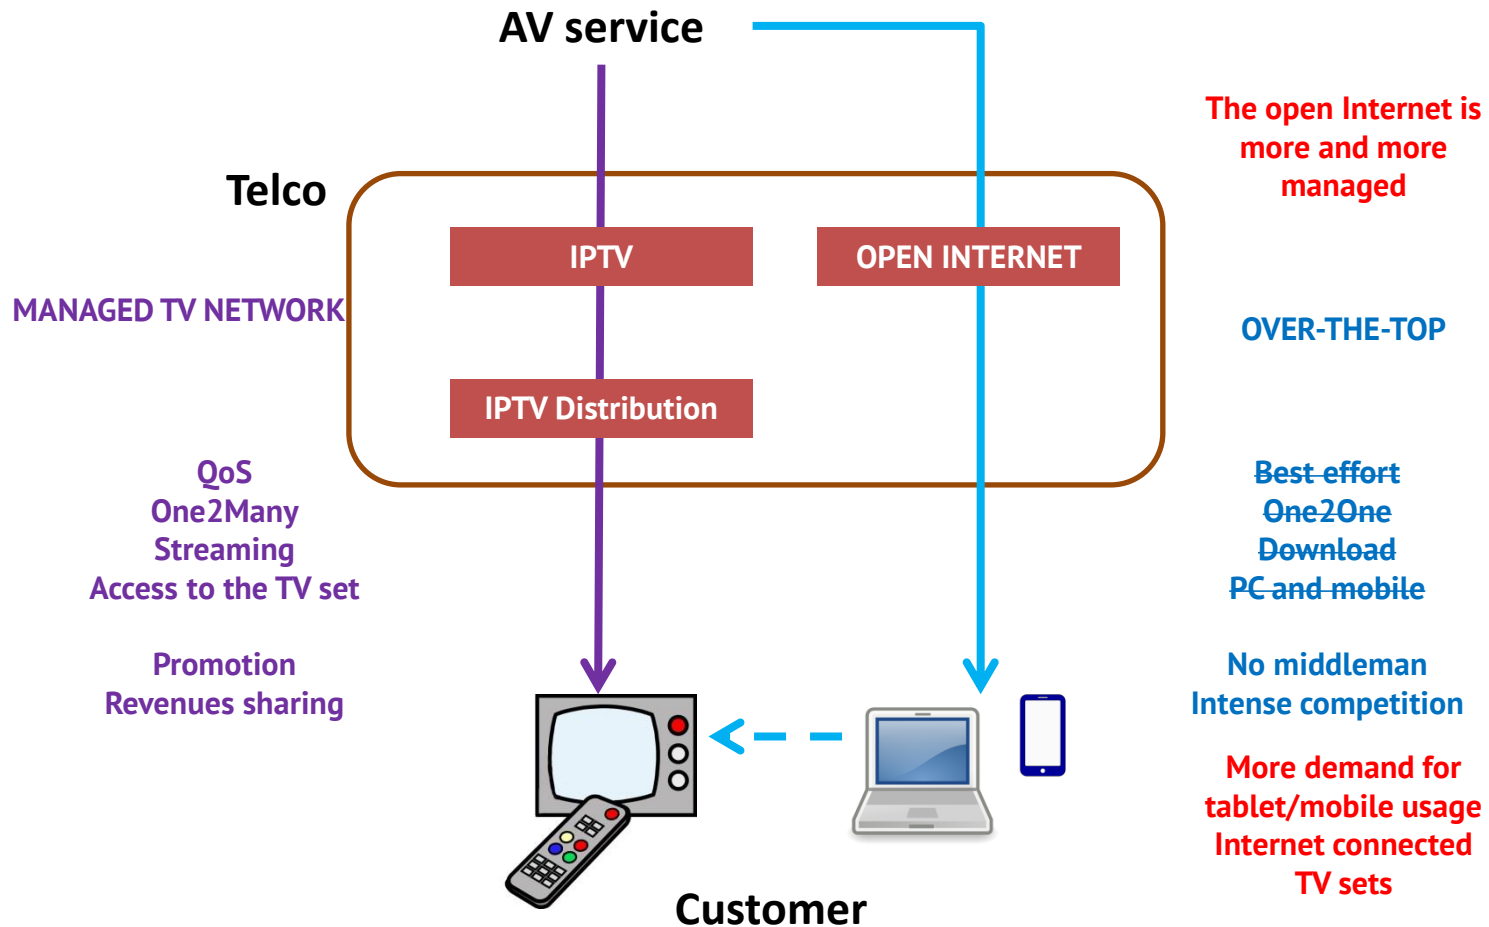 AV service
The open Internet is
more and more
managed
Telco
IPTV
OPEN INTERNET
MANAGED TV NETWORK
OVER-THE-TOP
IPTV Distribution
QoS
One2Many
Streaming
Access to the TV set
Promotion
Revenues sharing
Best effort
One2One
Download
PC and mobile
No middleman
Intense competition
More demand for
tablet/mobile usage
Internet connected
TV sets
Customer